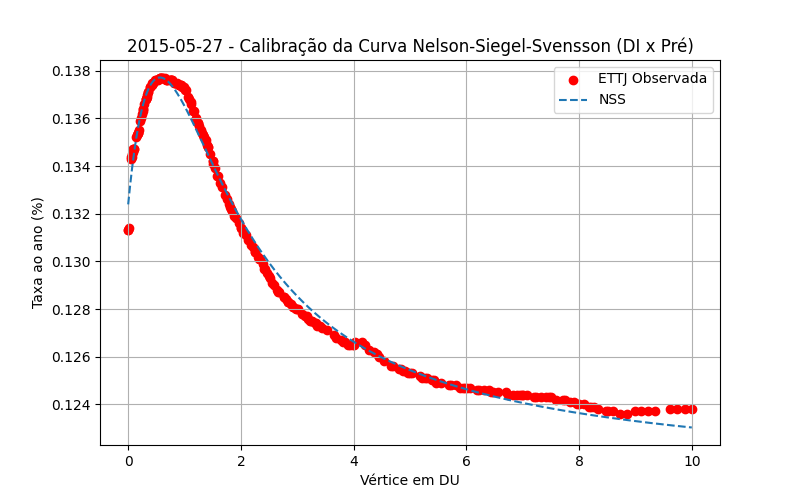 2015-05-27 - Calibração da Curva Nelson-Siegel-Svensson (DI x Pré)
ETTJ Observada
NSS
Taxa ao ano (%)
0.138
0.136
0.134
0.132
0.130
0.128
0.126
0.124
0 2 4 6 8 10
Vértice em DU